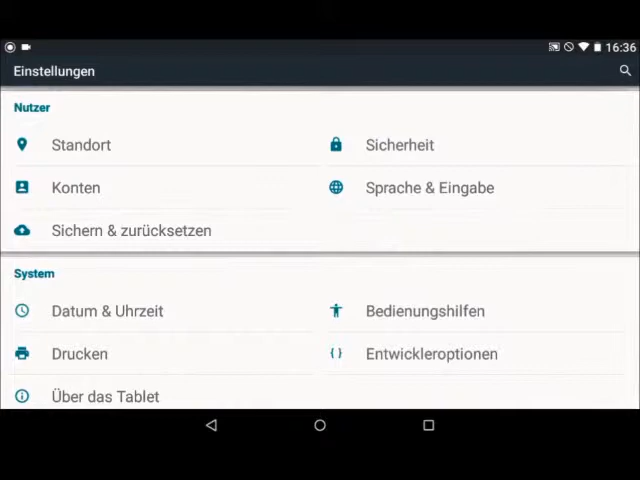 16:36
Einstellungen
Nutzer
Standort
Sicherheit
Konten
Sprache & Eingabe
Sichern & zurücksetzen
System
Datum & Uhrzeit
Bedienungshilfen
Drucken
{ } Entwickleroptionen
Über das Tablet